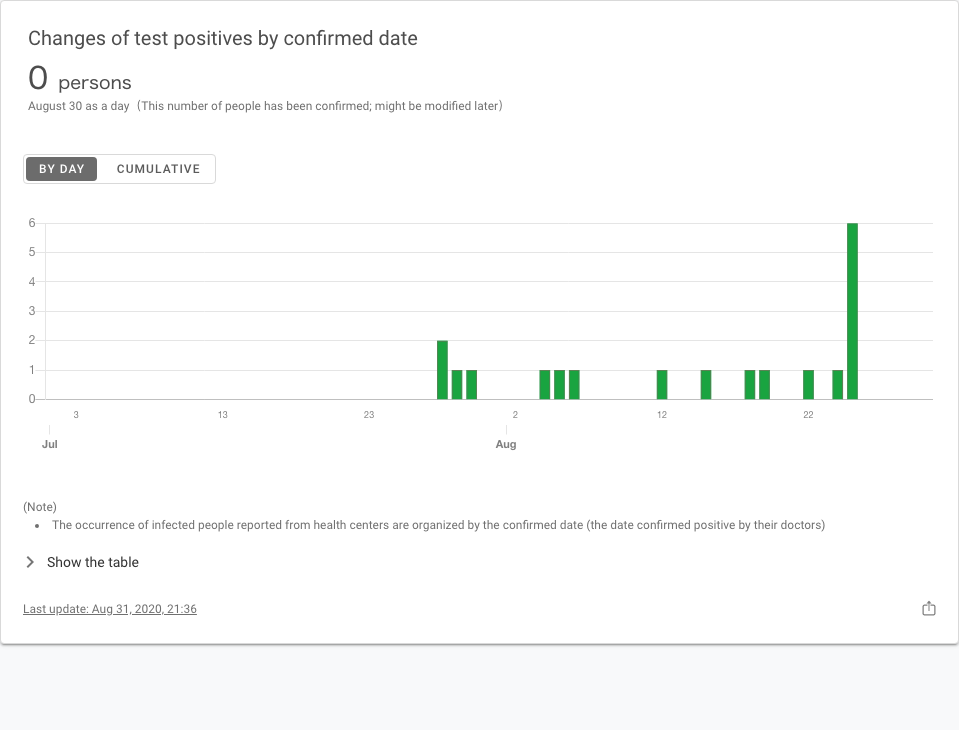 Changes of test positives by confirmed date
0 persons
August 30 as a day（This number of people has been confirmed; might be modified later）
BY DAY CUMULATIVE
6
5
4
3
2
1
0
3 13 23 2 12 22
Jul Aug
(Note)
• The occurrence of infected people reported from health centers are organized by the confirmed date (the date confirmed positive by their doctors)
Show the table
Last update: Aug 31, 2020, 21:36